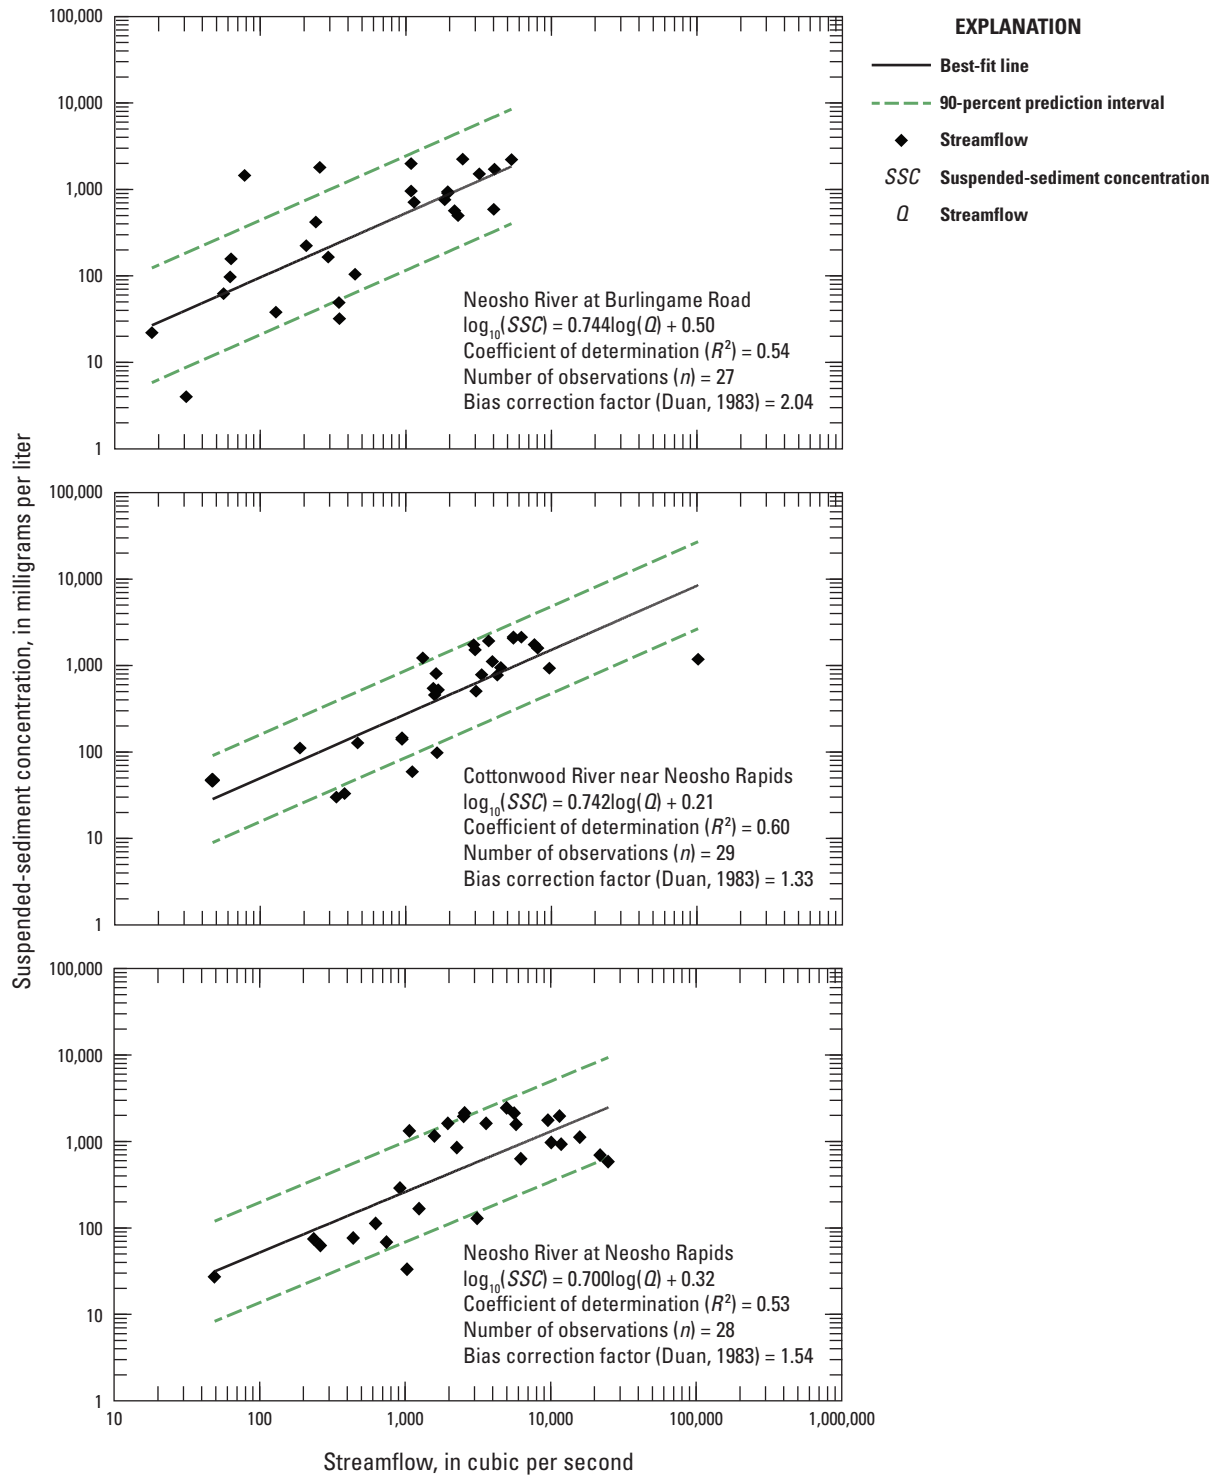 100,000
10,000
1,000
100
10
1
Neosho River at Burlingame Road
log₁₀(SSC) = 0.744log(Q) + 0.50
Coefficient of determination (R²) = 0.54
Number of observations (n) = 27
Bias correction factor (Duan, 1983) = 2.04
EXPLANATION
Best-fit line
90-percent prediction interval
Streamflow
SSC Suspended-sediment concentration
Q Streamflow
Suspended-sediment concentration, in milligrams per liter
100,000
10,000
1,000
100
10
1
Cottonwood River near Neosho Rapids
log₁₀(SSC) = 0.742log(Q) + 0.21
Coefficient of determination (R²) = 0.60
Number of observations (n) = 29
Bias correction factor (Duan, 1983) = 1.33
100,000
10,000
1,000
100
10
1
Neosho River at Neosho Rapids
log₁₀(SSC) = 0.700log(Q) + 0.32
Coefficient of determination (R²) = 0.53
Number of observations (n) = 28
Bias correction factor (Duan, 1983) = 1.54
10 100 1,000 10,000 100,000 1,000,000
Streamflow, in cubic per second